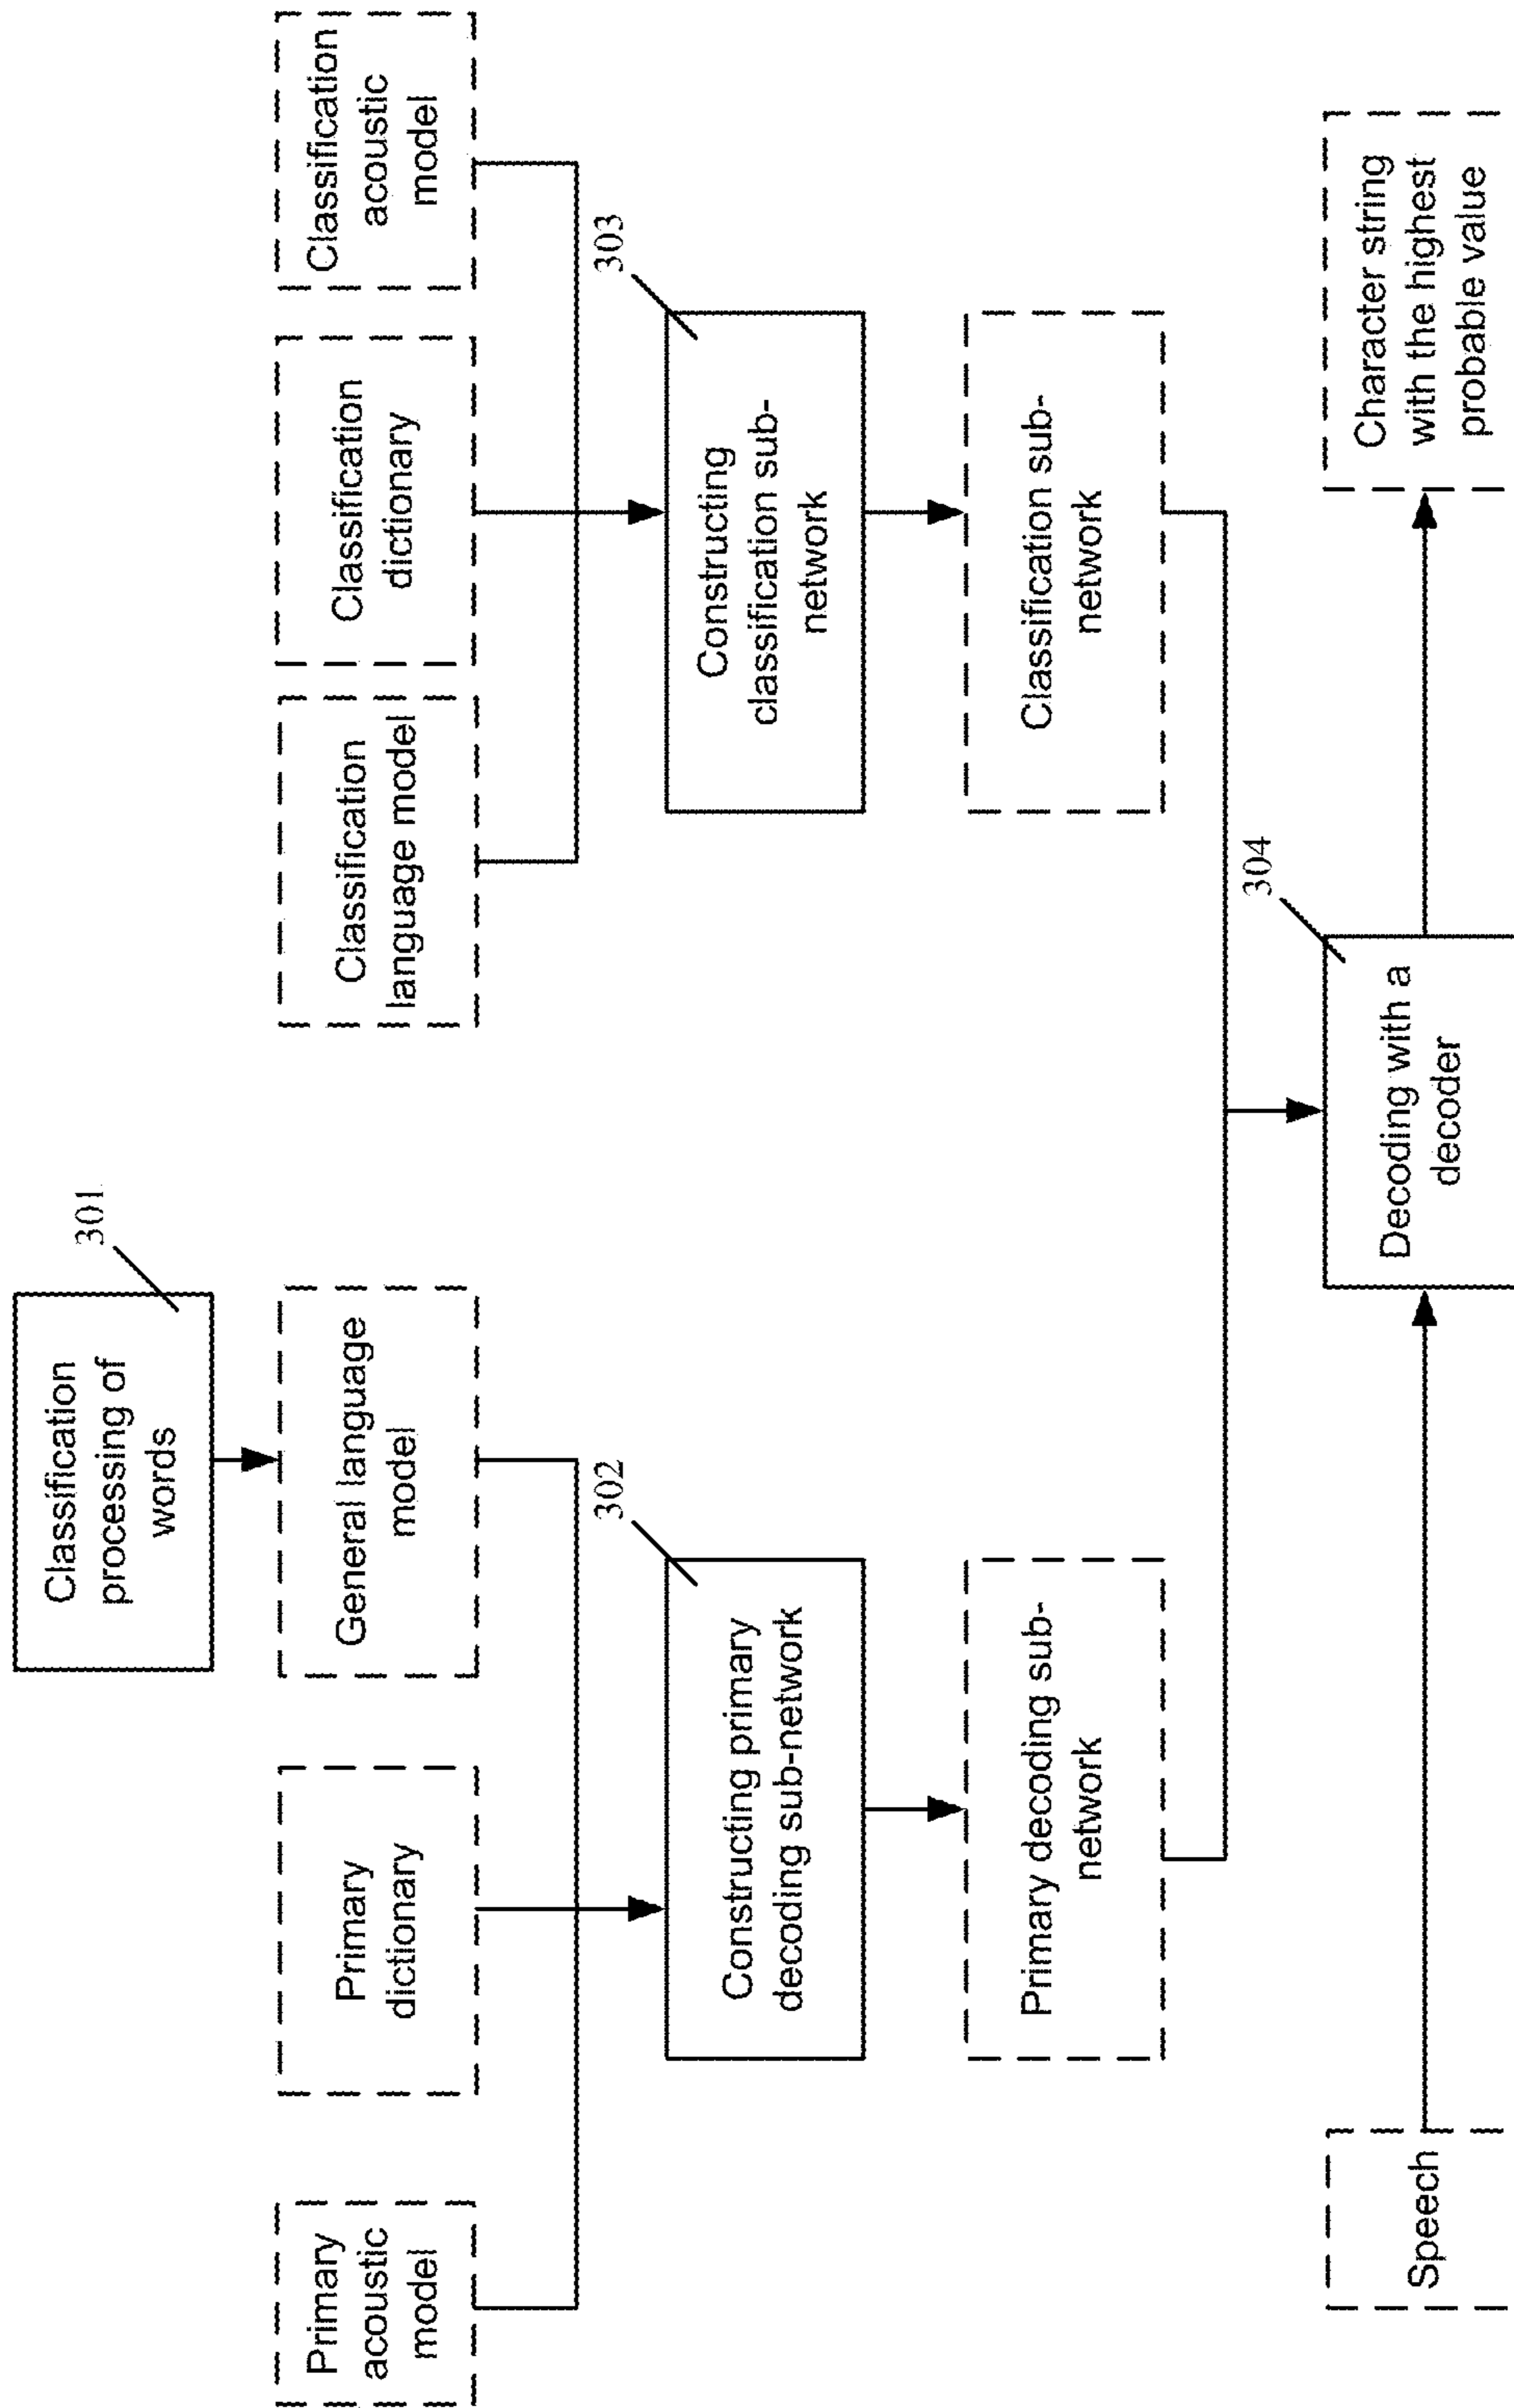 301
Classification
processing of
words
Primary
acoustic
model
Primary
dictionary
General language
model
Classification
language model
Classification
dictionary
Classification
acoustic
model
302
Constructing primary
decoding sub-network
303
Constructing
classification sub-
network
Primary decoding sub-
network
Classification sub-
network
304
Speech
Decoding with a
decoder
Character string
with the highest
probable value